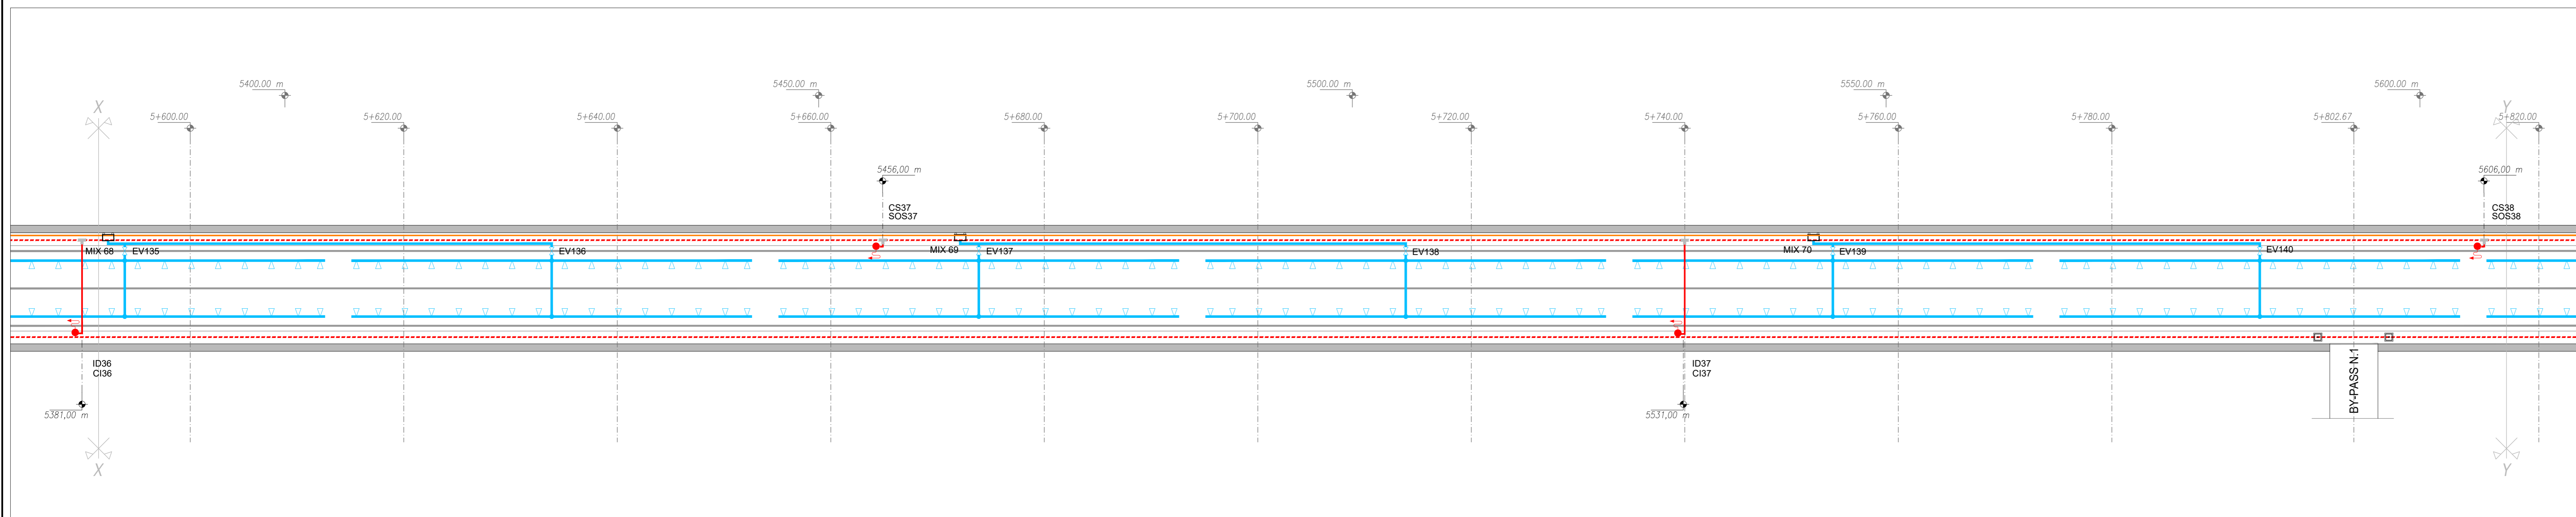 5400.00 m
5450.00 m
5500.00 m
5550.00 m
5600.00 m
X
Y
5+600.00
5+620.00
5+640.00
5+660.00
5+680.00
5+700.00
5+720.00
5+740.00
5+760.00
5+780.00
5+802.67
5+820.00
5456,00 m
5606,00 m
CS37
SOS37
CS38
SOS38
MIX 68
EV135
EV136
MIX 69
EV137
EV138
MIX 70
EV139
EV140
ID36
CI36
ID37
CI37
BY-PASS N.1
5381,00 m
5531,00 m
X
Y